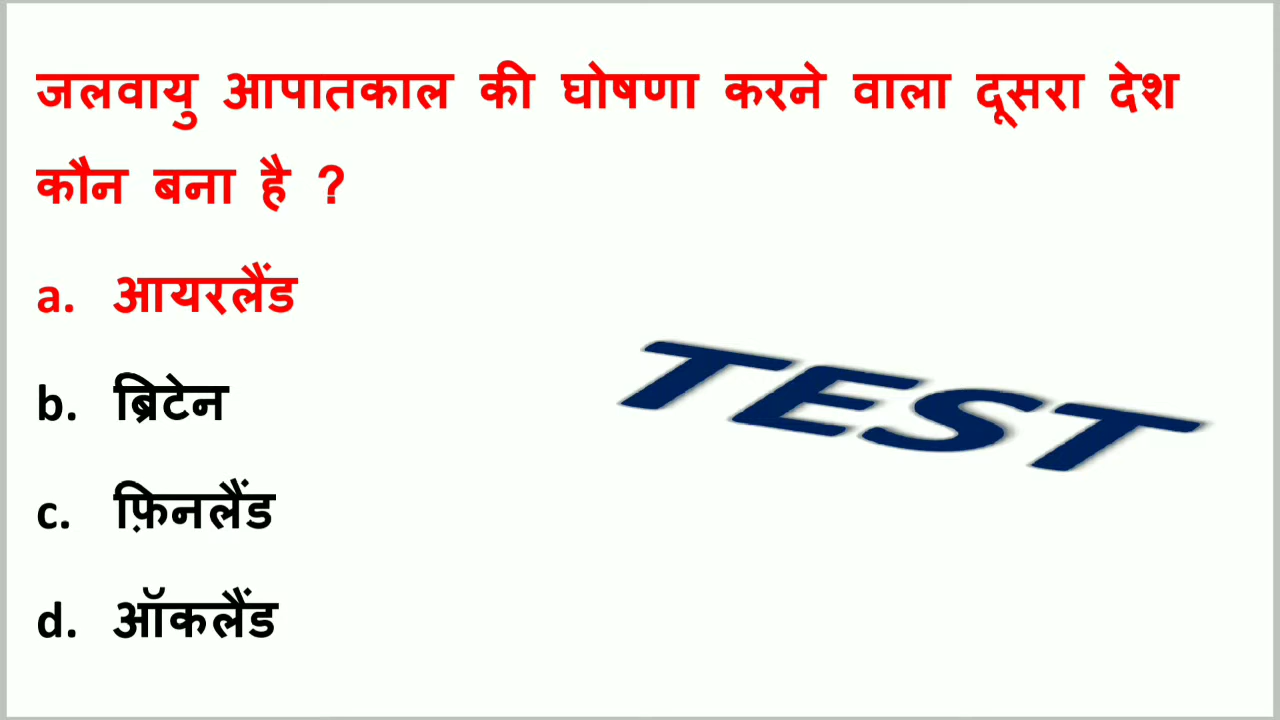 जलवायु आपातकाल की घोषणा करने वाला दूसरा देश
कौन बना है ?
a. आयरलैंड
b. ब्रिटेन
TEST
c. फ़िनलैंड
d. ऑकलैंड